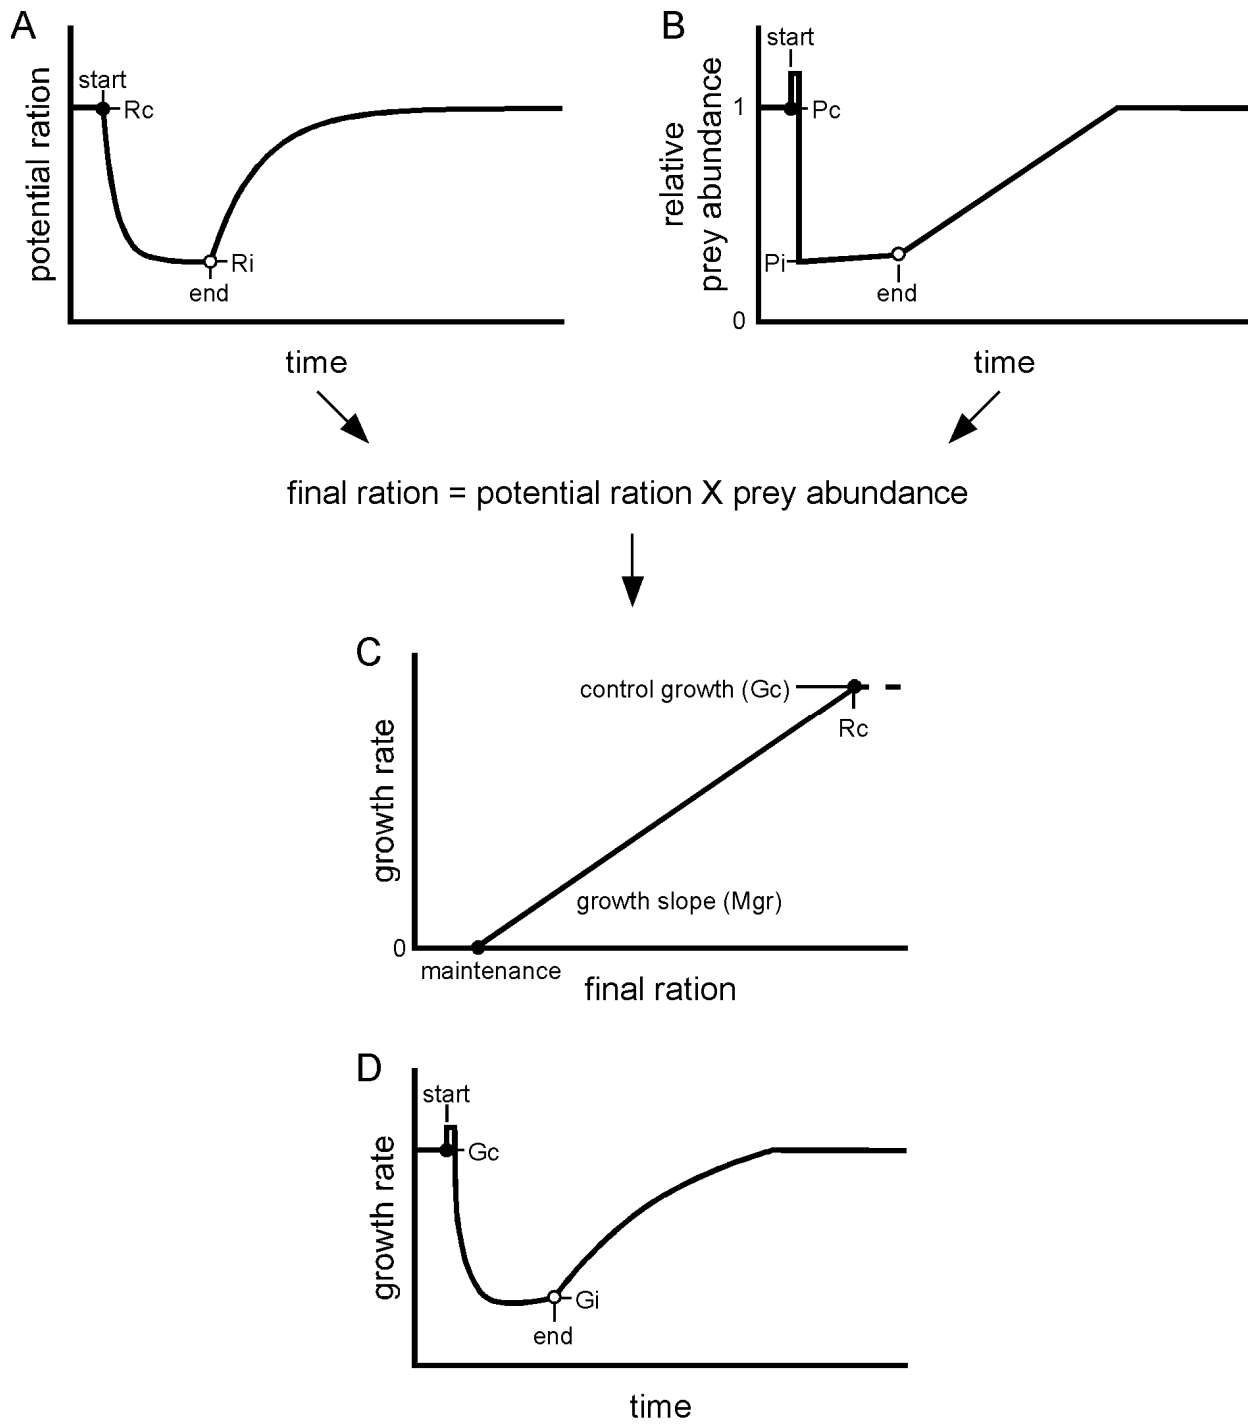 A
potential ration
start
Rc
Ri
end
time
B
relative
prey abundance
start
1
Pc
Pi
end
0
time
final ration = potential ration X prey abundance
C
growth rate
control growth (Gc)
Rc
growth slope (Mgr)
0
maintenance
final ration
D
growth rate
start
Gc
Gi
end
time